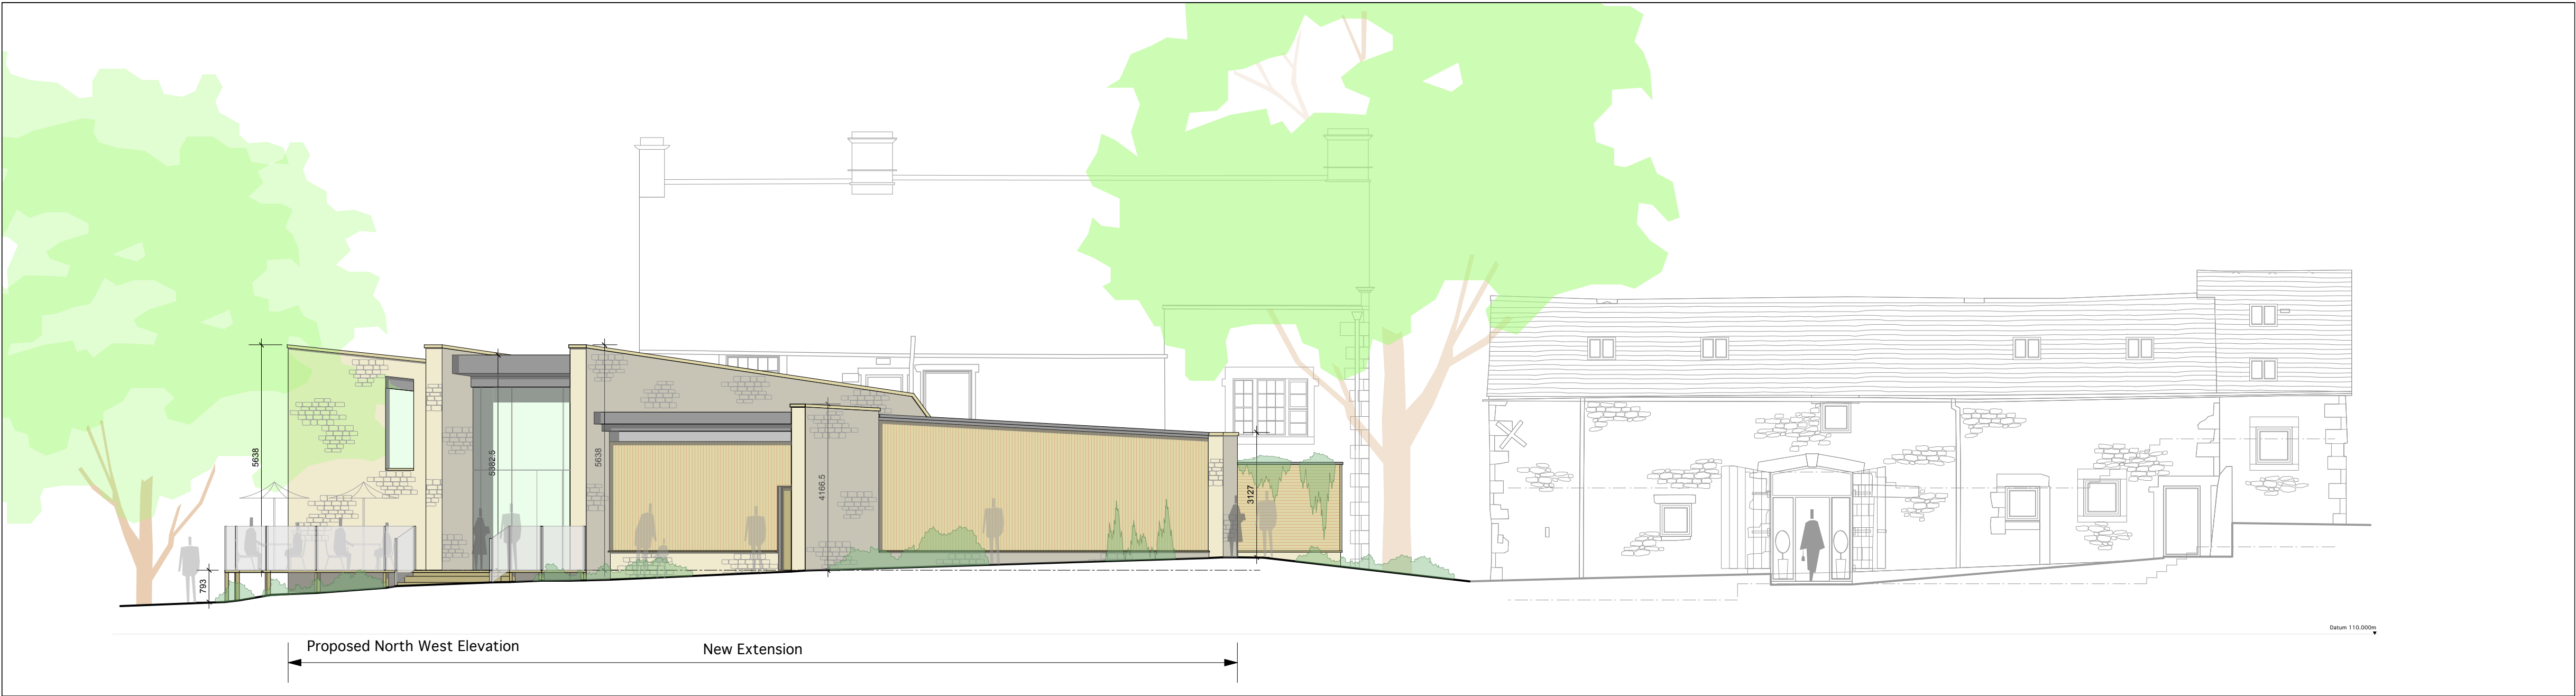 5638
5382.5
5638
4166.5
3127
793
Datum 110.000m
Proposed North West Elevation
New Extension